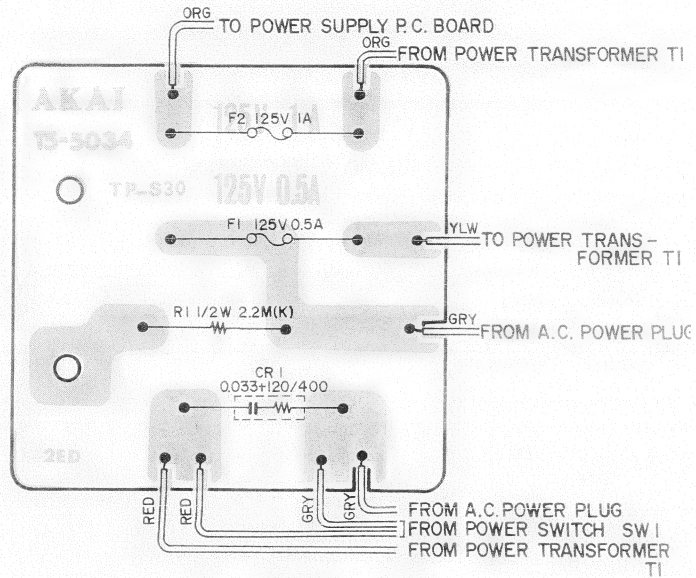 ORG
TO POWER SUPPLY P.C. BOARD
ORG
FROM POWER TRANSFORMER T1
AKAI
F2 125V 1A
125V 1A
T5-5034
TP-S30
125V 0.5A
F1 125V 0.5A
YLW
TO POWER TRANS-
FORMER T1
R1 1/2W 2.2M(K)
GRY
FROM A.C. POWER PLUG
CR 1
0.033+120/400
2ED
RED
RED
GRY
GRY
FROM A.C. POWER PLUG
FROM POWER SWITCH SW1
FROM POWER TRANSFORMER
T1